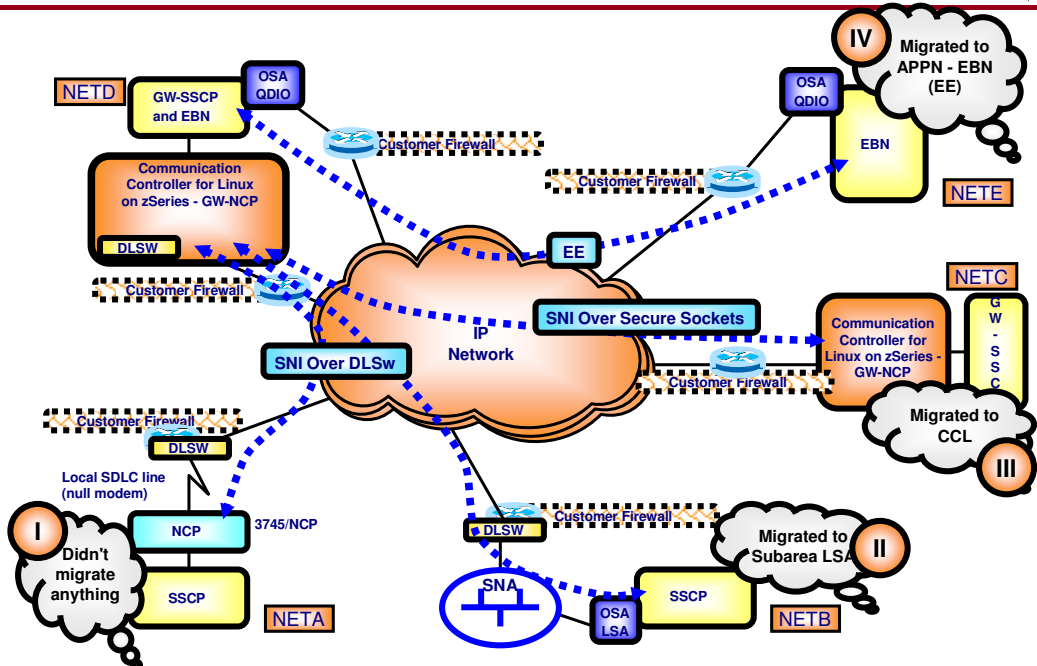 IV
Migrated to
APPN - EBN
(EE)
OSA
QDIO
NETD
GW-SSCP
and EBN
OSA
QDIO
EBN
NETE
Customer Firewall
Customer Firewall
Communication
Controller for Linux
on zSeries - GW-NCP
DLSW
Customer Firewall
EE
NETC
SNI Over Secure Sockets
IP
Network
Communication
Controller for
Linux on zSeries -
GW-NCP
G
W
-
S
S
C
SNI Over DLSw
Customer Firewall
Migrated to
CCL
III
Customer Firewall
DLSW
Local SDLC line
(null modem)
I
Didn't
migrate
anything
NCP
3745/NCP
SSCP
NETA
Customer Firewall
DLSW
SNA
OSA
LSA
SSCP
NETB
Migrated to
Subarea LSA
II